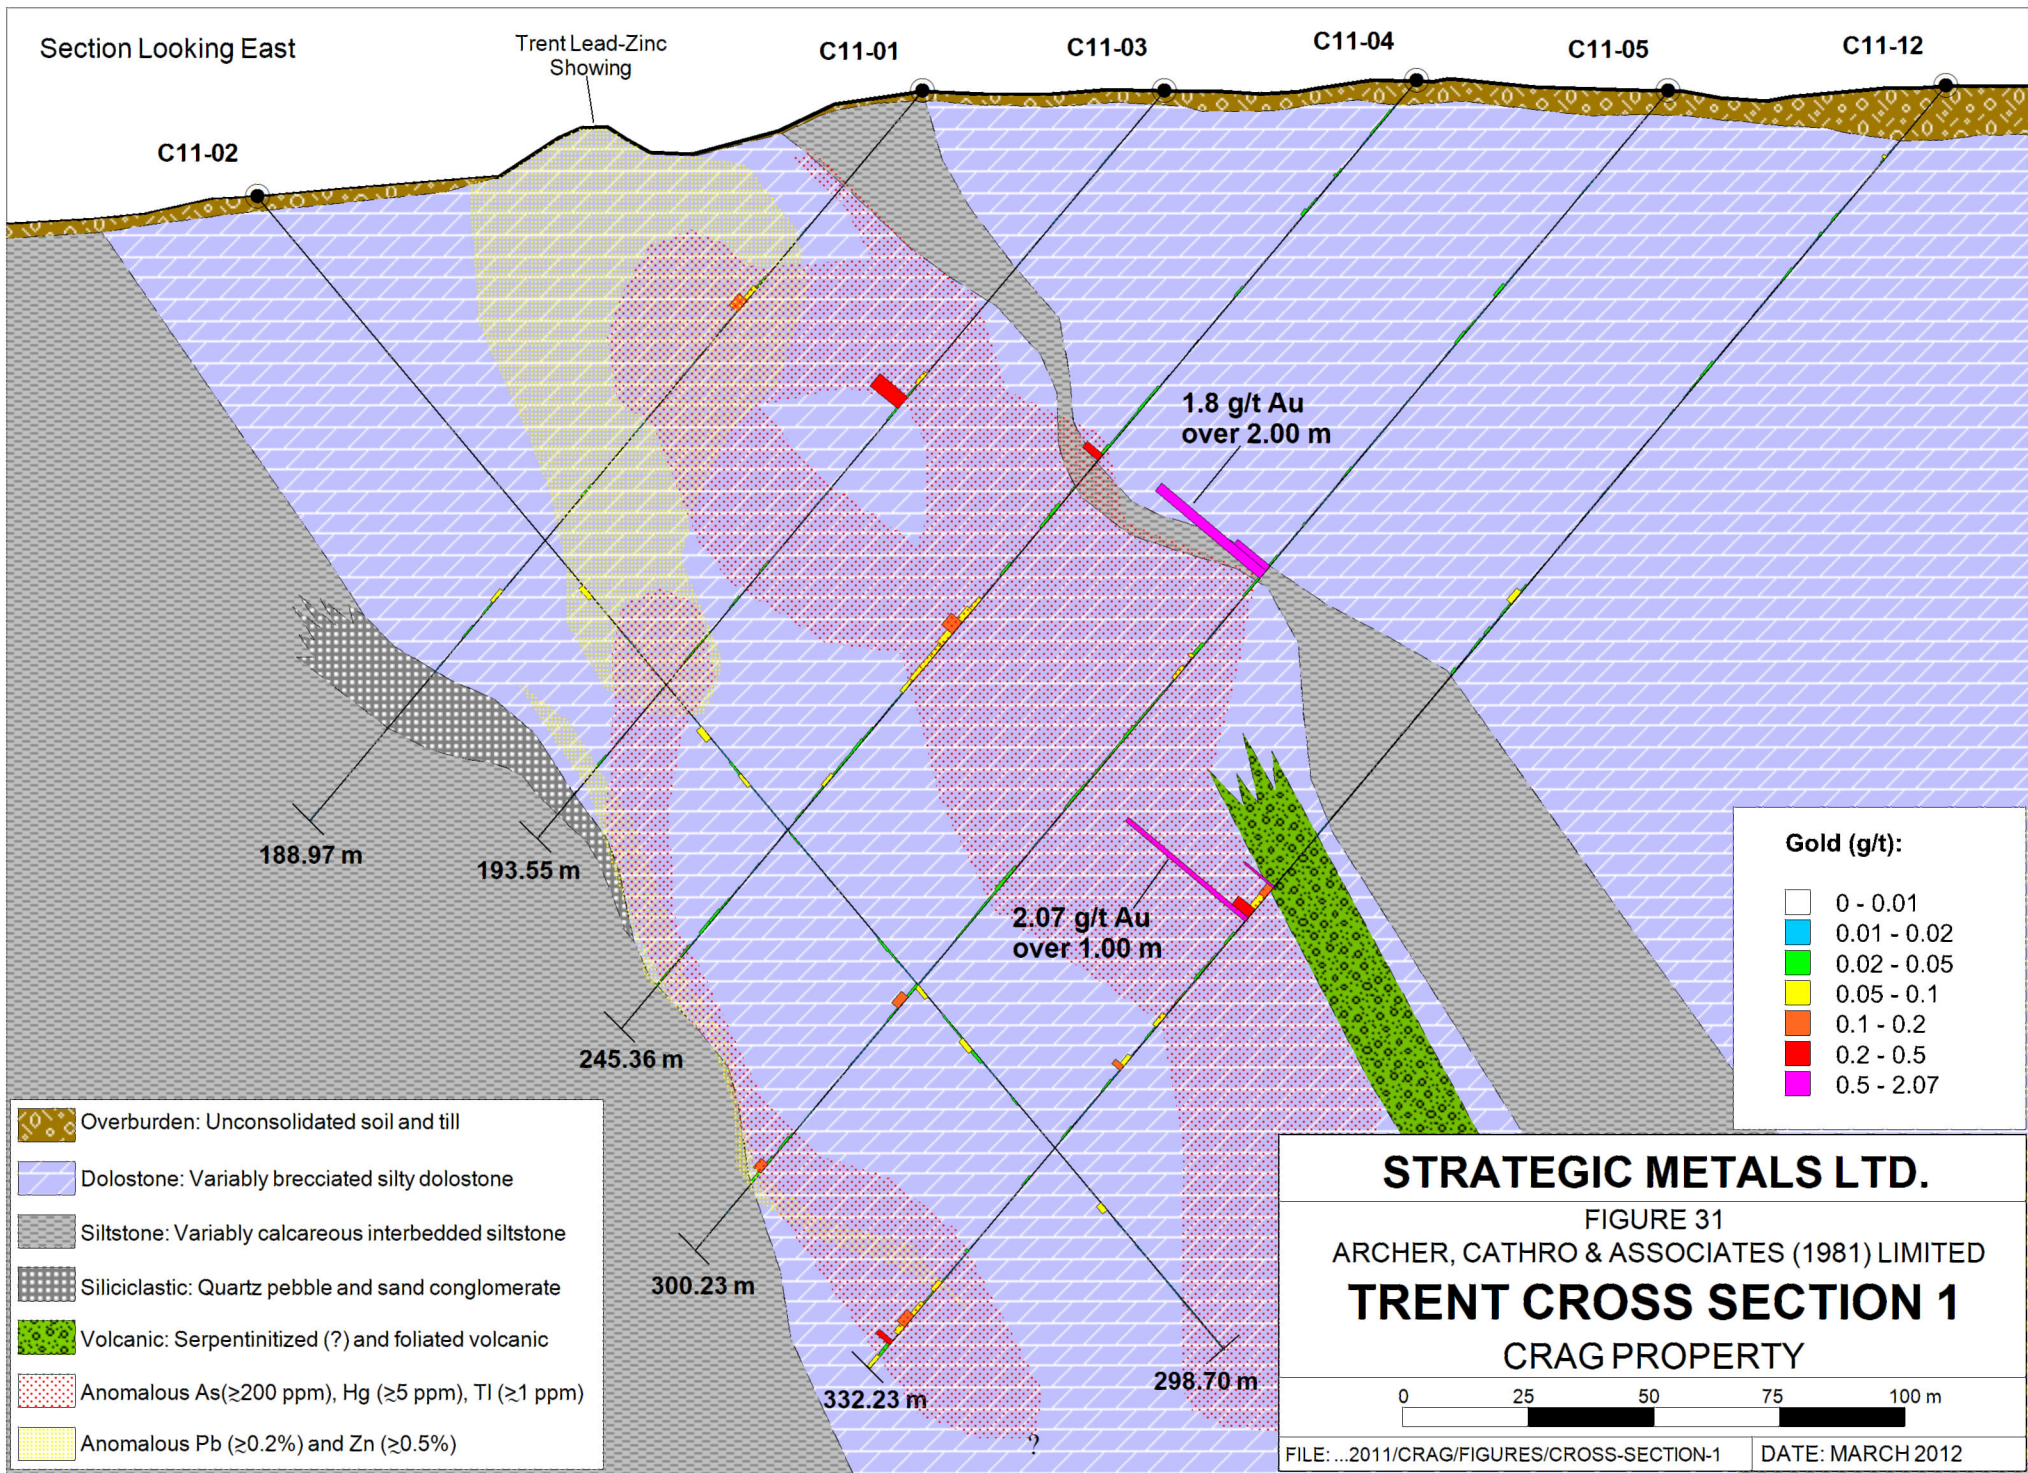 Section Looking East
Trent Lead-Zinc
Showing
C11-01
C11-03
C11-04
C11-05
C11-12
C11-02
1.8 g/t Au
over 2.00 m
2.07 g/t Au
over 1.00 m
188.97 m
193.55 m
245.36 m
300.23 m
332.23 m
298.70 m
?
Gold (g/t):
0 - 0.01
0.01 - 0.02
0.02 - 0.05
0.05 - 0.1
0.1 - 0.2
0.2 - 0.5
0.5 - 2.07
Overburden: Unconsolidated soil and till
Dolostone: Variably brecciated silty dolostone
Siltstone: Variably calcareous interbedded siltstone
Siliciclastic: Quartz pebble and sand conglomerate
Volcanic: Serpentinitized (?) and foliated volcanic
Anomalous As(≳200 ppm), Hg (≳5 ppm), Tl (≳1 ppm)
Anomalous Pb (≳0.2%) and Zn (≳0.5%)
STRATEGIC METALS LTD.
FIGURE 31
ARCHER, CATHRO & ASSOCIATES (1981) LIMITED
TRENT CROSS SECTION 1
CRAG PROPERTY
0 25 50 75 100 m
FILE: ...2011/CRAG/FIGURES/CROSS-SECTION-1
DATE: MARCH 2012